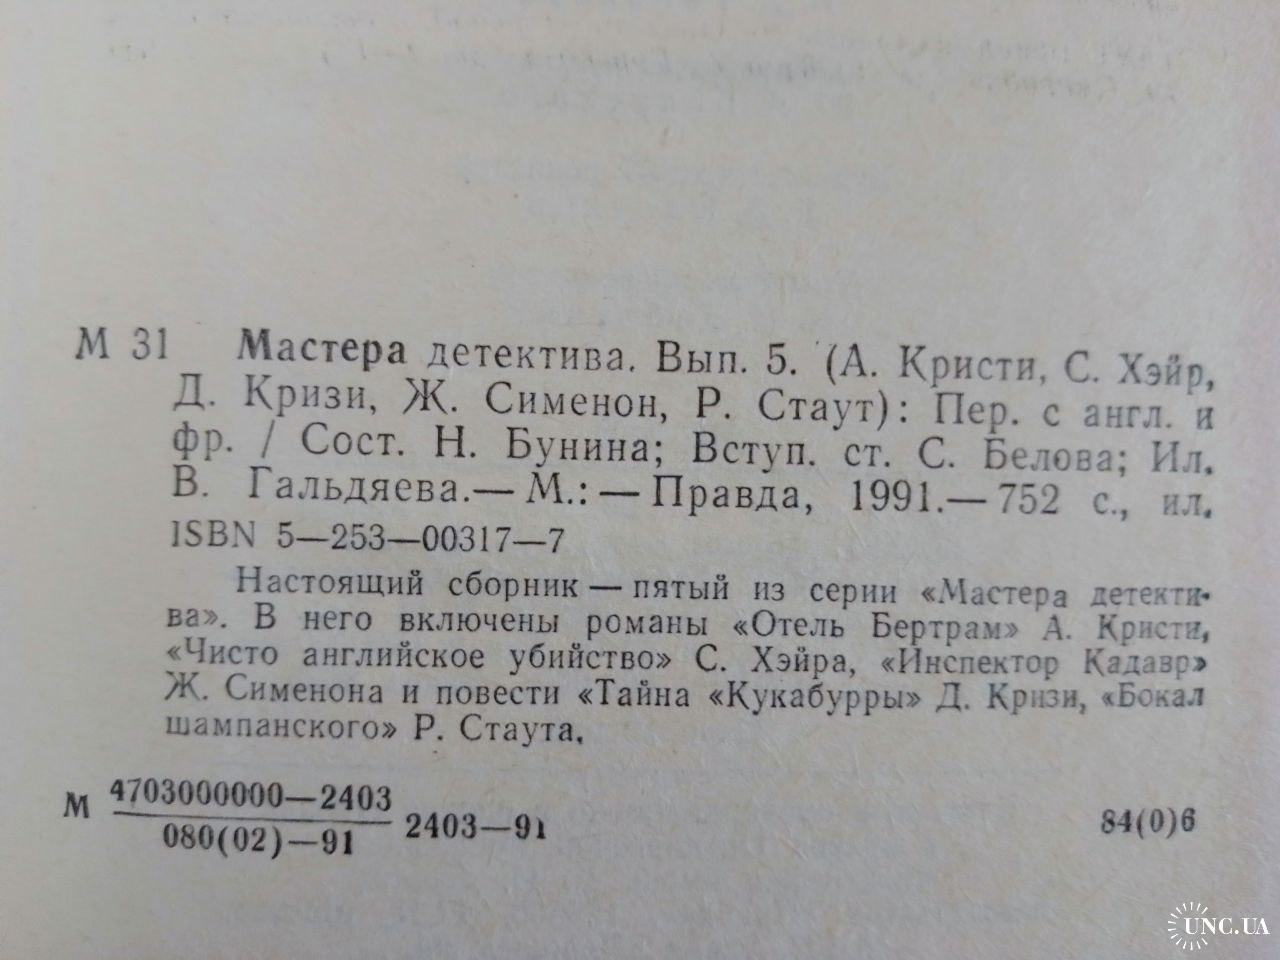 М 31 Мастера детектива. Вып. 5. (А. Кристи, С. Хэйр,
Д. Кризи, Ж. Сименон, Р. Стаут): Пер. с англ. и
фр. / Сост. Н. Бунина; Вступ. ст. С. Белова; Ил.
В. Гальдяева.— М.: — Правда, 1991.— 752 с., ил.
ISBN 5—253—00317—7
Настоящий сборник — пятый из серии «Мастера детекти-
ва». В него включены романы «Отель Бертрам» А. Кристи,
«Чисто английское убийство» С. Хэйра, «Инспектор Кадавр»
Ж. Сименона и повести «Тайна «Кукабурры» Д. Кризи, «Бокал
шампанского» Р. Стаута.
М 4703000000—2403
080(02)—91 2403—91 84(0)6
UNC.UA